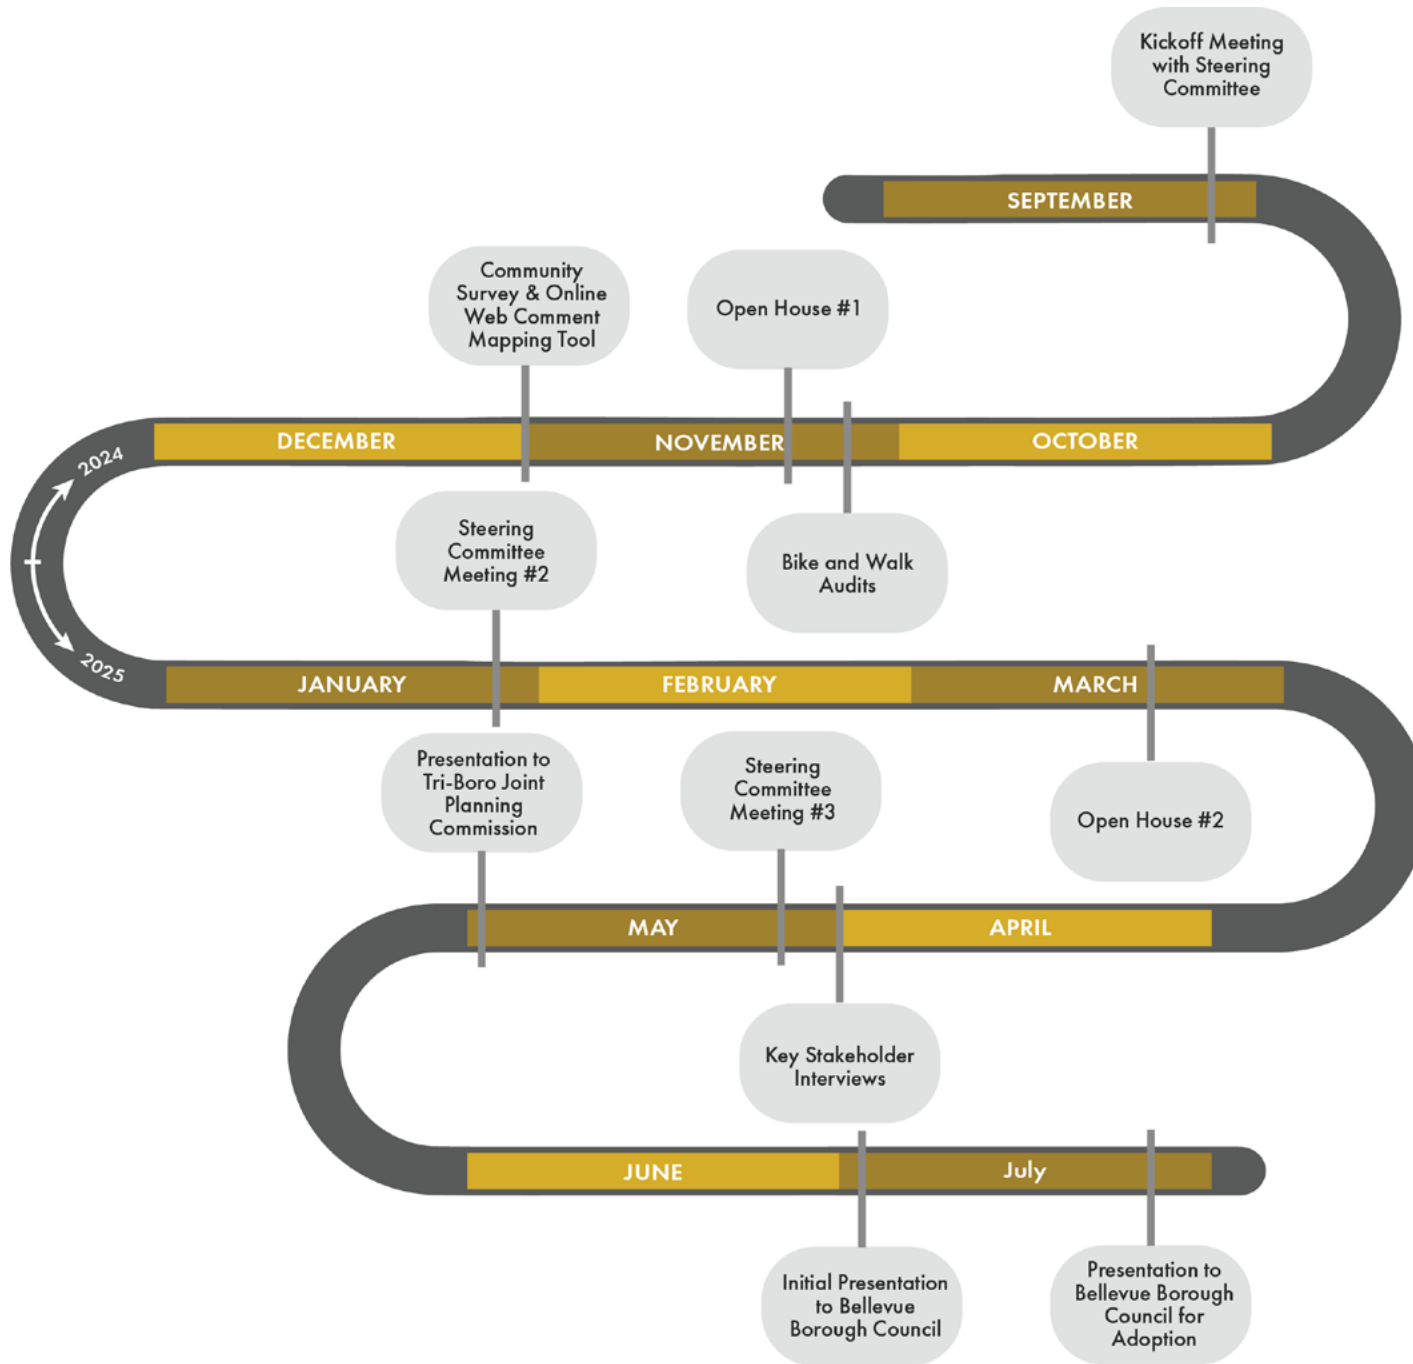 Kickoff Meeting
with Steering
Committee
SEPTEMBER
Community
Survey & Online
Web Comment
Mapping Tool
Open House #1
DECEMBER
NOVEMBER
OCTOBER
2024
Steering
Committee
Meeting #2
Bike and Walk
Audits
2025
JANUARY
FEBRUARY
MARCH
Presentation to
Tri-Boro Joint
Planning
Commission
Steering
Committee
Meeting #3
Open House #2
MAY
APRIL
Key Stakeholder
Interviews
JUNE
July
Initial Presentation
to Bellevue
Borough Council
Presentation to
Bellevue Borough
Council for
Adoption